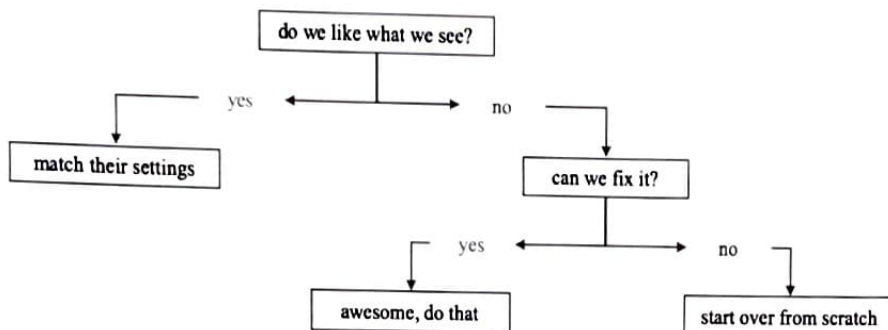 do we like what we see?
yes
no
match their settings
can we fix it?
yes
no
awesome, do that
start over from scratch